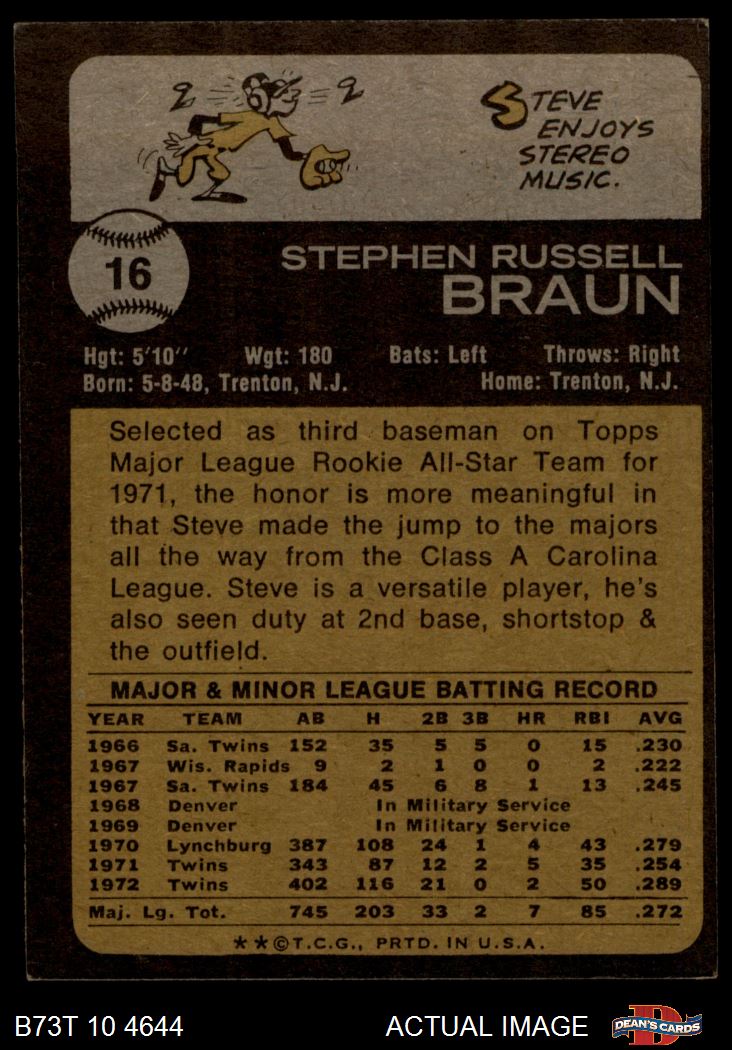 STEVE
ENJOYS
STEREO
MUSIC.
16
STEPHEN RUSSELL
BRAUN
Hgt: 5'10'' Wgt: 180 Bats: Left Throws: Right
Born: 5-8-48, Trenton, N.J. Home: Trenton, N.J.
Selected as third baseman on Topps
Major League Rookie All-Star Team for
1971, the honor is more meaningful in
that Steve made the jump to the majors
all the way from the Class A Carolina
League. Steve is a versatile player, he's
also seen duty at 2nd base, shortstop &
the outfield.
MAJOR & MINOR LEAGUE BATTING RECORD
YEAR TEAM AB H 2B 3B HR RBI AVG
1966 Sa. Twins 152 35 5 5 0 15 .230
1967 Wis. Rapids 9 2 1 0 0 2 .222
1967 Sa. Twins 184 45 6 8 1 13 .245
1968 Denver In Military Service
1969 Denver In Military Service
1970 Lynchburg 387 108 24 1 4 43 .279
1971 Twins 343 87 12 2 5 35 .254
1972 Twins 402 116 21 0 2 50 .289
Maj. Lg. Tot. 745 203 33 2 7 85 .272
★★©T.C.G., PRTD. IN U.S.A.
B73T 10 4644 ACTUAL IMAGE D DEAN'S CARDS